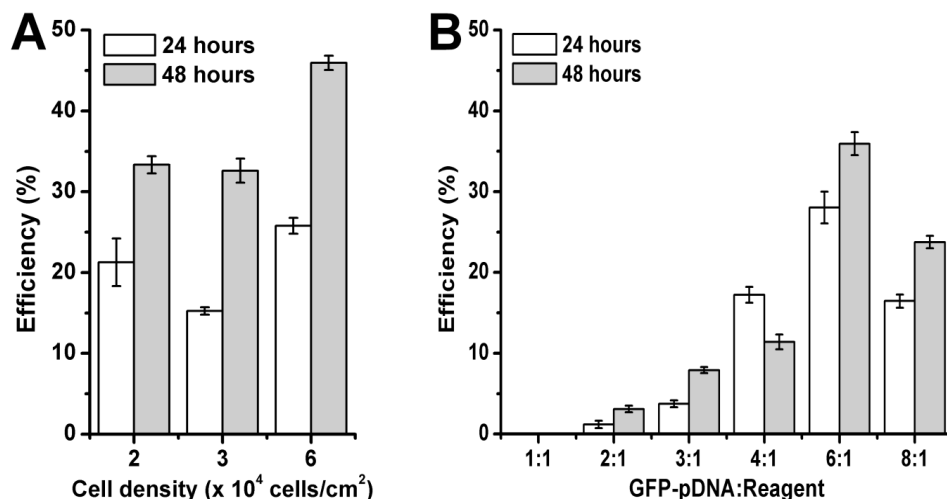 A
24 hours
48 hours
50
40
30
20
10
0
Efficiency (%)
2 3 6
Cell density (x 10⁴ cells/cm²)
B
24 hours
48 hours
50
40
30
20
10
0
Efficiency (%)
1:1 2:1 3:1 4:1 6:1 8:1
GFP-pDNA:Reagent